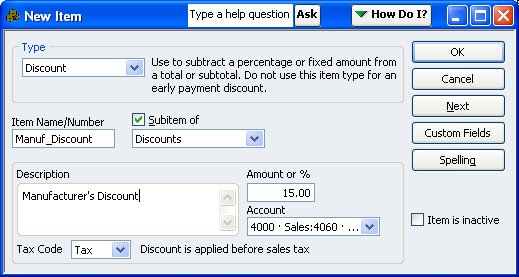 New Item
Type a help question
Ask
How Do I?
Type
Discount
Use to subtract a percentage or fixed amount from
a total or subtotal. Do not use this item type for an
early payment discount.
OK
Cancel
Next
Custom Fields
Spelling
Item is inactive
Item Name/Number
Subitem of
Manuf_Discount
Discounts
Description
Amount or %
Manufacturer's Discount
15.00
Account
4000 · Sales:4060 · ...
Tax Code
Tax
Discount is applied before sales tax